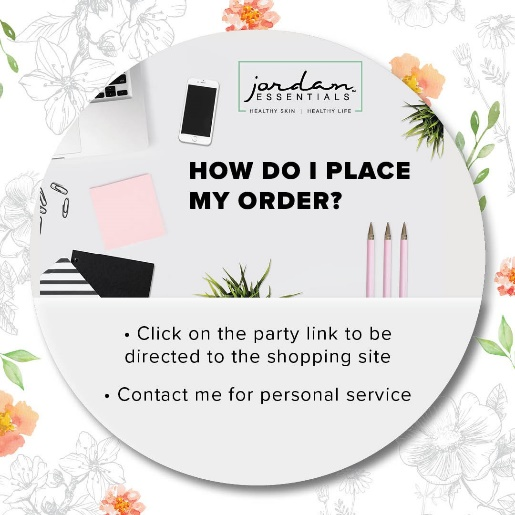 jordan™
ESSENTIALS
HEALTHY SKIN | HEALTHY LIFE
HOW DO I PLACE
MY ORDER?
• Click on the party link to be
directed to the shopping site
• Contact me for personal service